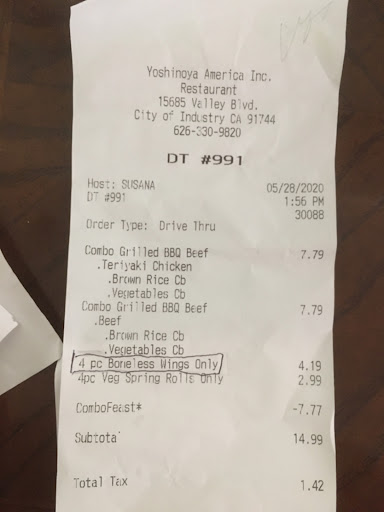 Yoshinoya America Inc.
Restaurant
15685 Valley Blvd.
City of Industry CA 91744
626-330-9820
DT #991
Host: SUSANA 05/28/2020
DT #991 1:56 PM
30088
Order Type: Drive Thru
Combo Grilled BBQ Beef 7.79
.Teriyaki Chicken
.Brown Rice Cb
.Vegetables Cb
Combo Grilled BBQ Beef 7.79
.Beef
.Brown Rice Cb
.Vegetables Cb
4 pc Boneless Wings Only 4.19
4pc Veg Spring Rolls Only 2.99
ComboFeast* -7.77
Subtotal 14.99
Total Tax 1.42